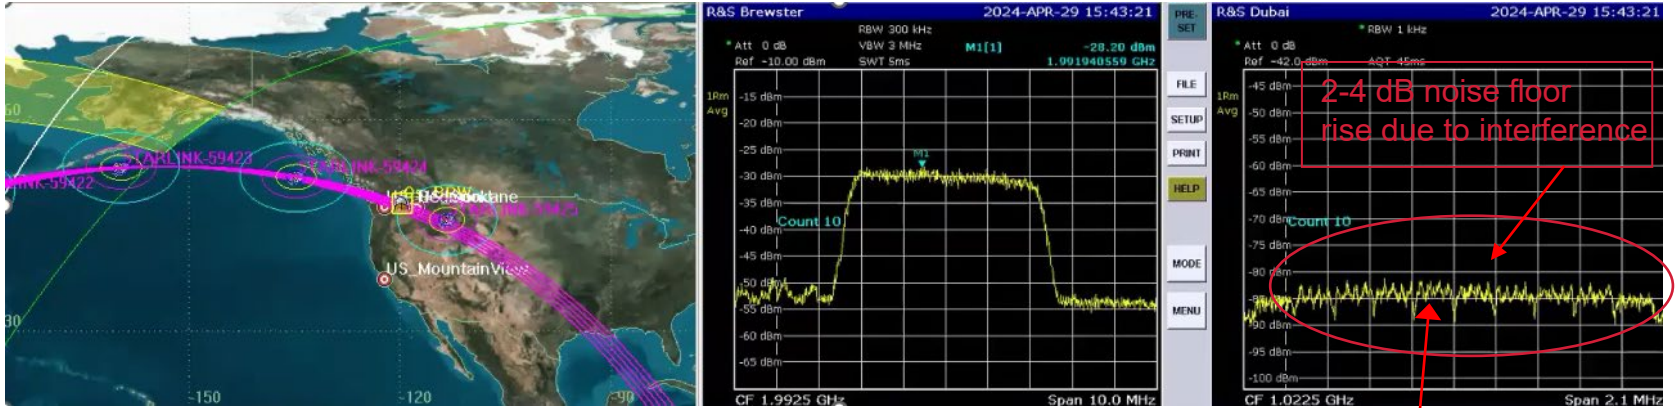 60
STARLINK-59423
STARLINK-59424
INK-59422
US_MountainView
30
-150
-120
-99
R&S Brewster 2024-APR-29 15:43:21
RBW 300 kHz
Att 0 dB VBW 3 MHz M1[1] -28.20 dBm
Ref -10.00 dBm SWT 5ms 1.991940559 GHz
1Rm
Avg
-15 dBm
-20 dBm
-25 dBm
M1
-30 dBm
-35 dBm
Count 10
-40 dBm
-45 dBm
-50 dBm
-55 dBm
-60 dBm
-65 dBm
CF 1.9925 GHz Span 10.0 MHz
PRE-
SET
FILE
SETUP
PRINT
HELP
MODE
MENU
R&S Dubai 2024-APR-29 15:43:21
RBW 1 kHz
Att 0 dB
Ref -42.0 dBm AQT 45ms
1Rm
Avg
-45 dBm
-50 dBm
-55 dBm
-60 dBm
-65 dBm
-70 dBm
Count 10
-75 dBm
-80 dBm
-90 dBm
-95 dBm
-100 dBm
CF 1.0225 GHz Span 2.1 MHz
2-4 dB noise floor
rise due to interference